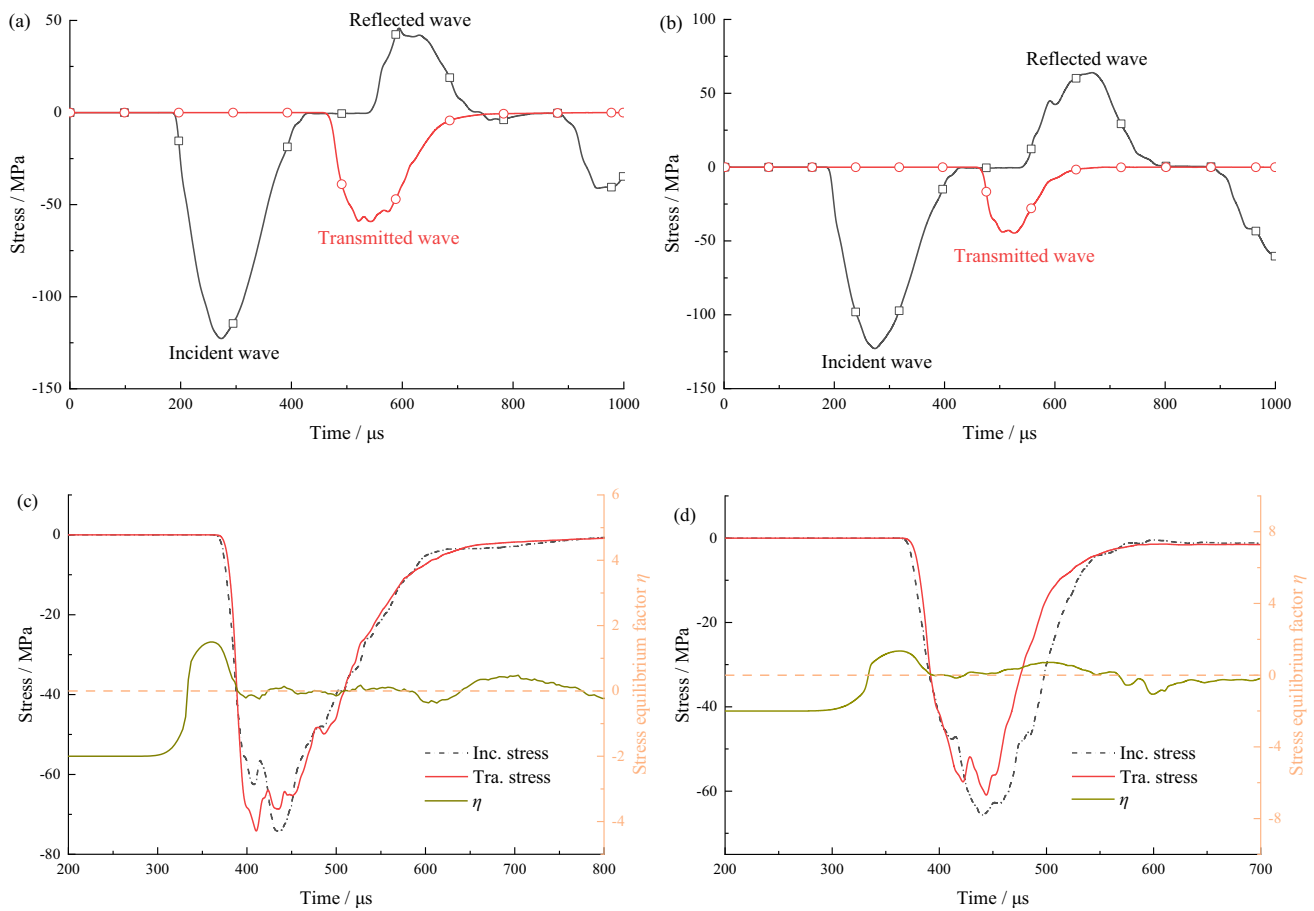 (a)
Reflected wave
Transmitted wave
Incident wave
Stress / MPa
50
0
-50
-100
-150
0
200
400
600
800
1000
Time / μs
(b)
Reflected wave
Transmitted wave
Incident wave
Stress / MPa
100
50
0
-50
-100
-150
0
200
400
600
800
1000
Time / μs
(c)
Stress / MPa
0
-20
-40
-60
-80
200
300
400
500
600
700
800
Time / μs
6
4
2
0
-2
-4
Stress equilibrium factor η
Inc. stress
Tra. stress
η
(d)
Stress / MPa
0
-20
-40
-60
200
300
400
500
600
700
Time / μs
8
4
0
-4
-8
Stress equilibrium factor η
Inc. stress
Tra. stress
η